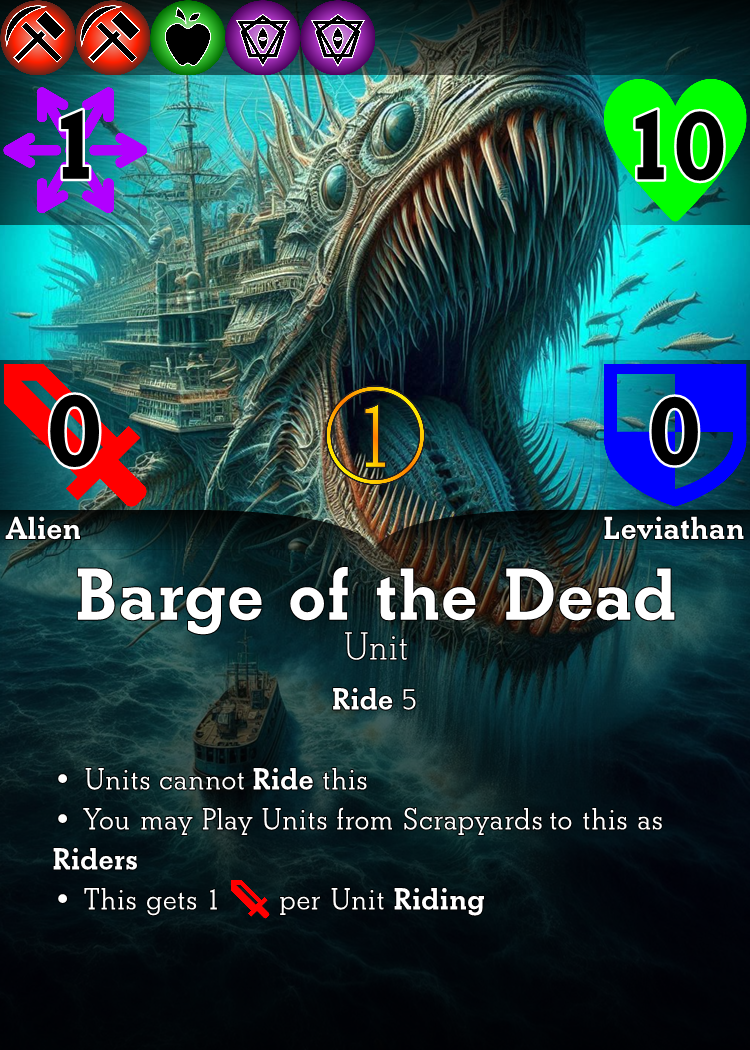 1
10
0
1
0
Alien
Leviathan
Barge of the Dead
Unit
Ride 5
• Units cannot Ride this
• You may Play Units from Scrapyards to this as
Riders
• This gets 1 per Unit Riding